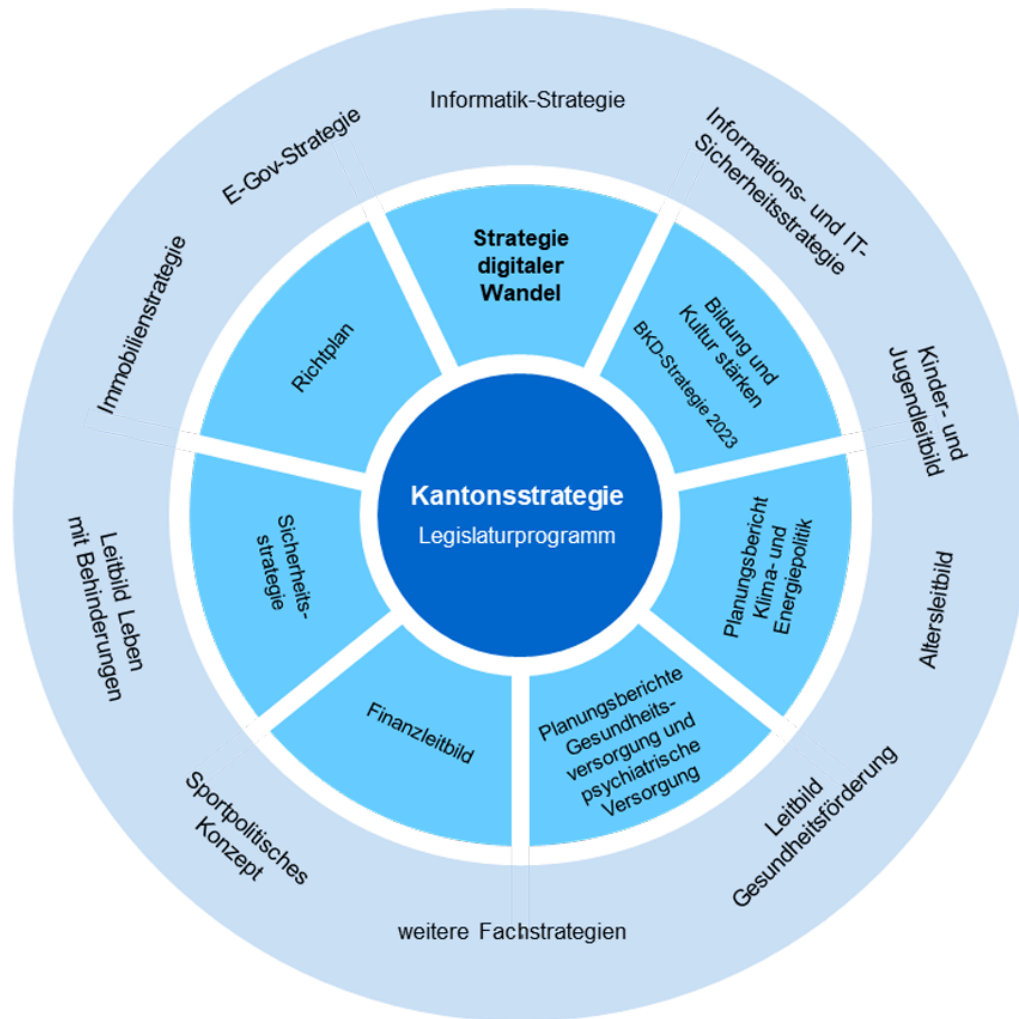 Informatik-Strategie
Informations- und IT-
Sicherheitsstrategie
Kinder- und
Jugendleitbild
Altersleitbild
Leitbild
Gesundheitsförderung
weitere Fachstrategien
Sportpolitisches
Konzept
Leitbild Leben
mit Behinderungen
Immobilienstrategie
E-Gov-Strategie
Strategie
digitaler
Wandel
Bildung und
Kultur stärken
BKD-Strategie 2023
Planungsbericht
Klima- und
Energiepolitik
Planungsberichte
Gesundheits-
versorgung und
psychiatrische
Versorgung
Finanzleitbild
Sicherheits-
strategie
Richtplan
Kantonsstrategie
Legislaturprogramm